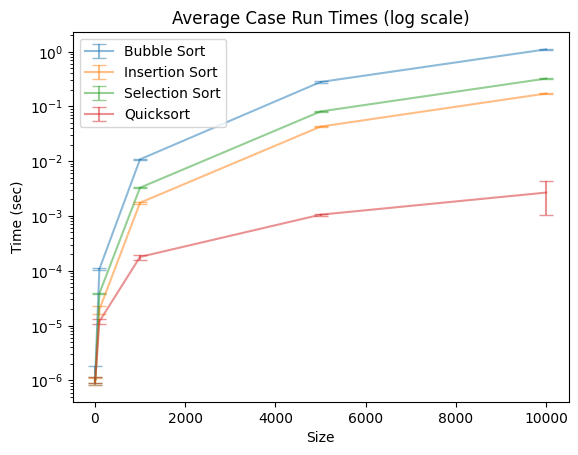 Average Case Run Times (log scale)
Bubble Sort
Insertion Sort
Selection Sort
Quicksort
10⁰
10⁻¹
10⁻²
10⁻³
10⁻⁴
10⁻⁵
10⁻⁶
Time (sec)
0 2000 4000 6000 8000 10000
Size